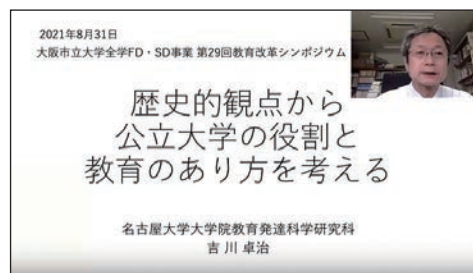 2021年8月31日
大阪市立大学全学FD・SD事業 第29回教育改革シンポジウム
歴史的観点から
公立大学の役割と
教育のあり方を考える
名古屋大学大学院教育発達科学研究科
吉 川 卓 治